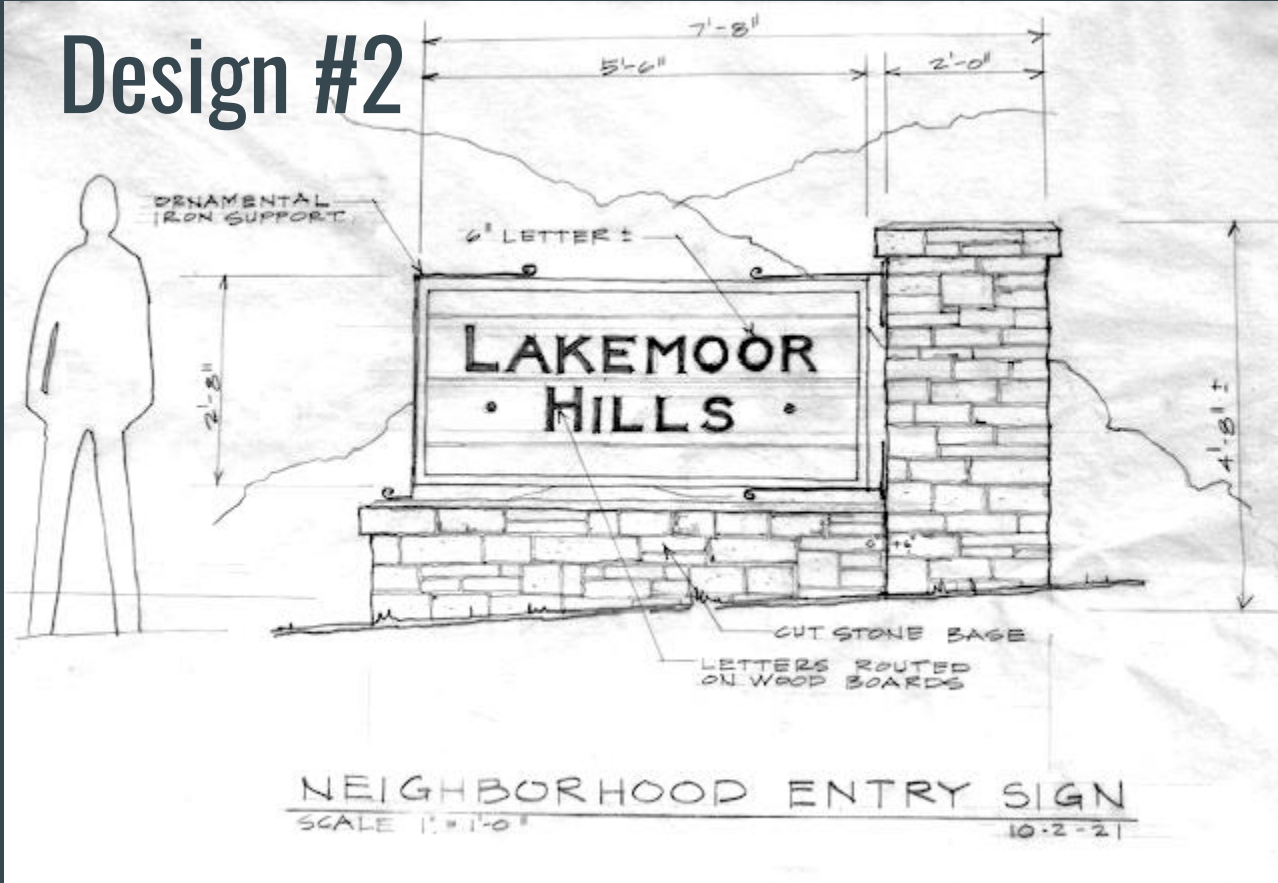 Design #2
7'-8"
5'-6"
2'-0"
ORNAMENTAL
IRON SUPPORT
6" LETTER ±
LAKEMOOR
• HILLS •
2'-8"
4'-8" ±
CUT STONE BASE
LETTERS ROUTED
ON WOOD BOARDS
NEIGHBORHOOD ENTRY SIGN
SCALE 1" = 1'-0"
10-2-21